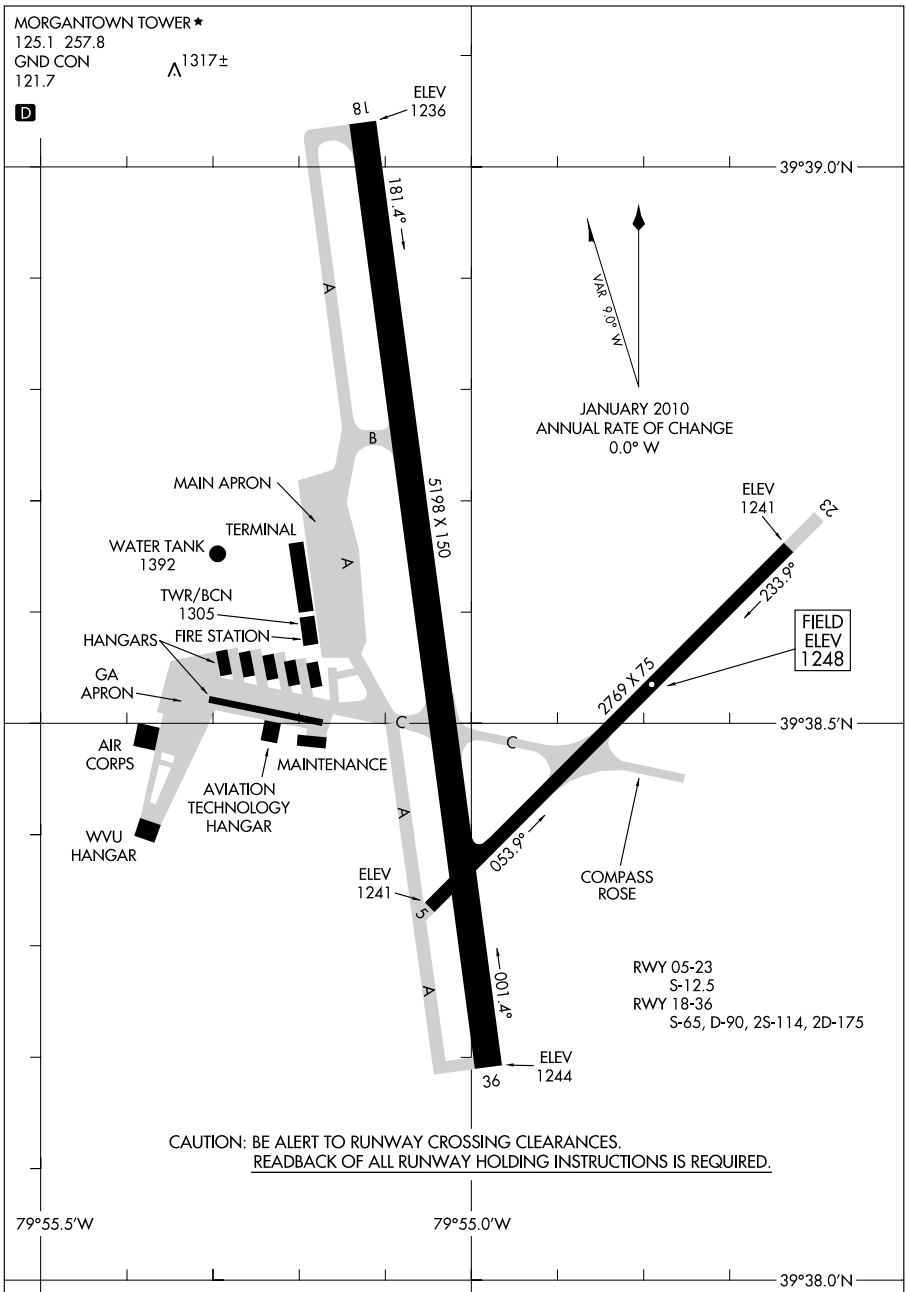 MORGANTOWN TOWER★
125.1 257.8
GND CON
121.7
D
1317±
18
ELEV
1236
39°39.0'N
181.4°
A
VAR 9.0° W
JANUARY 2010
ANNUAL RATE OF CHANGE
0.0° W
B
5198 X 150
MAIN APRON
ELEV
1241
23
TERMINAL
WATER TANK
1392
A
233.9°
TWR/BCN
1305
FIRE STATION
HANGARS
FIELD
ELEV
1248
GA
APRON
2769 X 75
39°38.5'N
C
C
AIR
CORPS
MAINTENANCE
AVIATION
TECHNOLOGY
HANGAR
A
WVU
HANGAR
053.9°
ELEV
1241
5
COMPASS
ROSE
RWY 05-23
S-12.5
RWY 18-36
S-65, D-90, 2S-114, 2D-175
001.4°
A
ELEV
1244
36
CAUTION: BE ALERT TO RUNWAY CROSSING CLEARANCES.
READBACK OF ALL RUNWAY HOLDING INSTRUCTIONS IS REQUIRED.
79°55.5'W
79°55.0'W
39°38.0'N